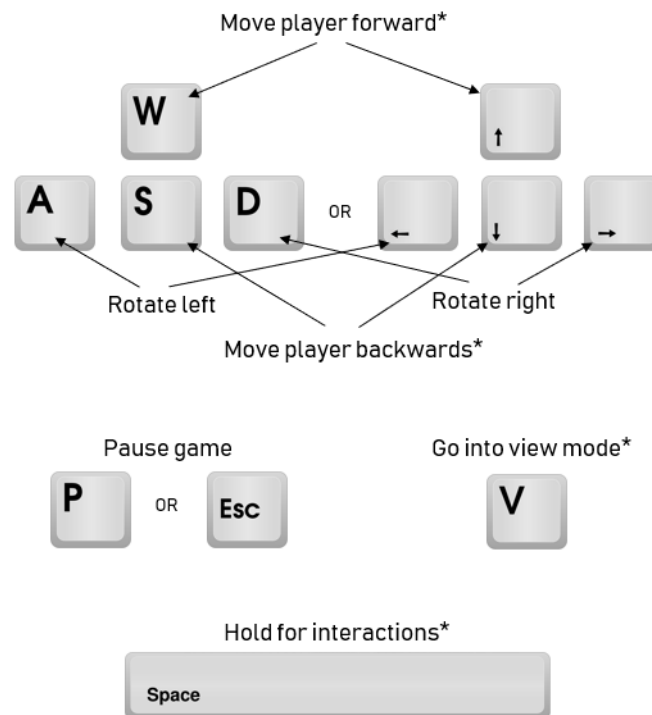 Move player forward*
W
↑
A S D OR ← ↓ →
Rotate left
Rotate right
Move player backwards*
Pause game
Go into view mode*
P OR Esc
V
Hold for interactions*
Space